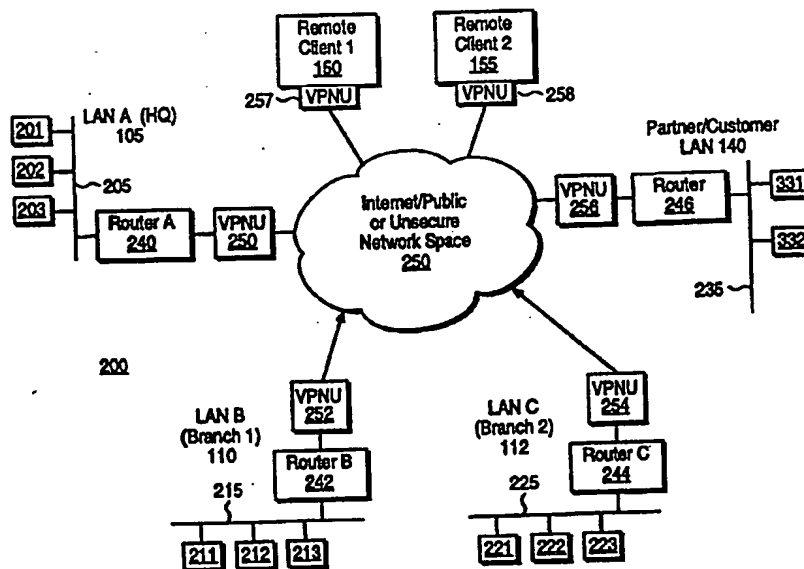 Remote
Client 1
150
VPNU
257
Remote
Client 2
155
VPNU
258
LAN A (HQ)
105
201
202
203
205
Router A
240
VPNU
250
Internet/Public
or Unsecure
Network Space
250
Partner/Customer
LAN 140
VPNU
256
Router
246
331
332
235
200
VPNU
252
LAN B
(Branch 1)
110
Router B
242
215
211
212
213
VPNU
254
LAN C
(Branch 2)
112
Router C
244
225
221
222
223